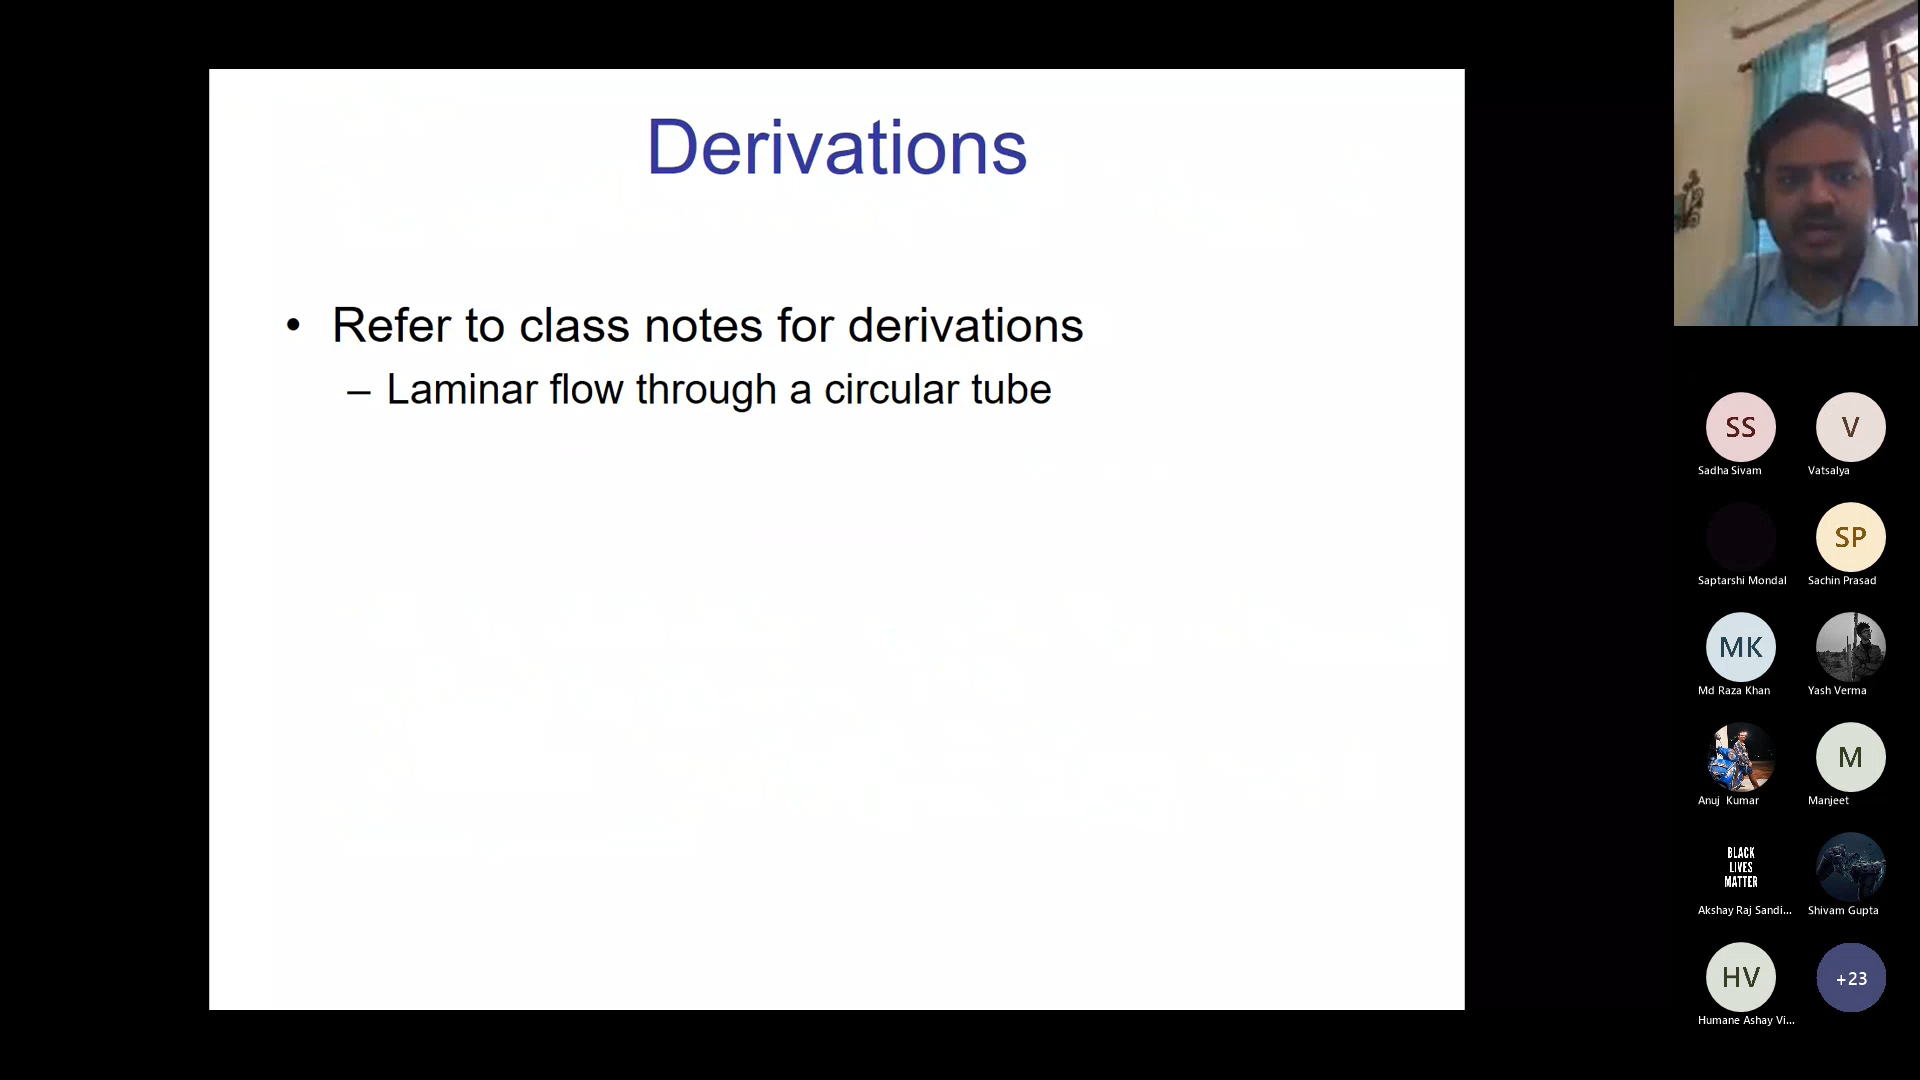 Derivations
• Refer to class notes for derivations
– Laminar flow through a circular tube
SS
V
Sadha Sivam
Vatsalya
SP
Saptarshi Mondal
Sachin Prasad
MK
Md Raza Khan
Yash Verma
M
Anuj Kumar
Manjeet
BLACK
LIVES
MATTER
Akshay Raj Sandi...
Shivam Gupta
HV
+23
Humane Ashay Vi...